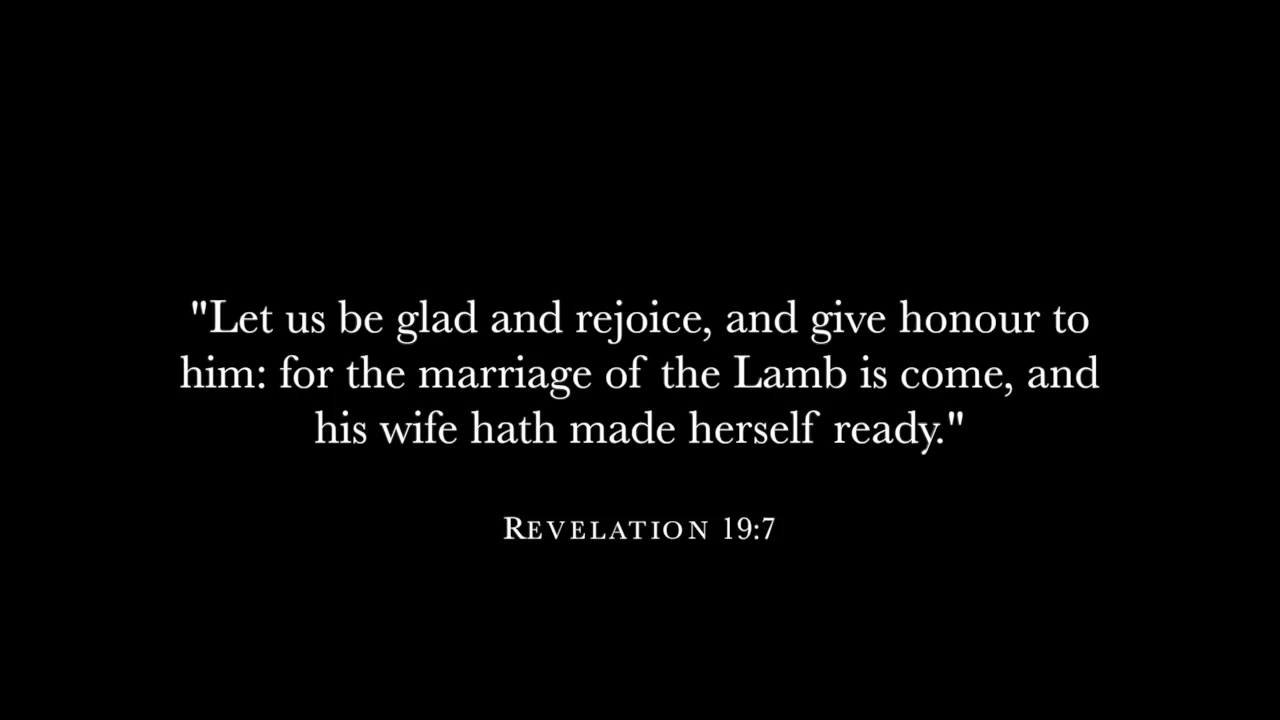 "Let us be glad and rejoice, and give honour to
him: for the marriage of the Lamb is come, and
his wife hath made herself ready."
REVELATION 19:7